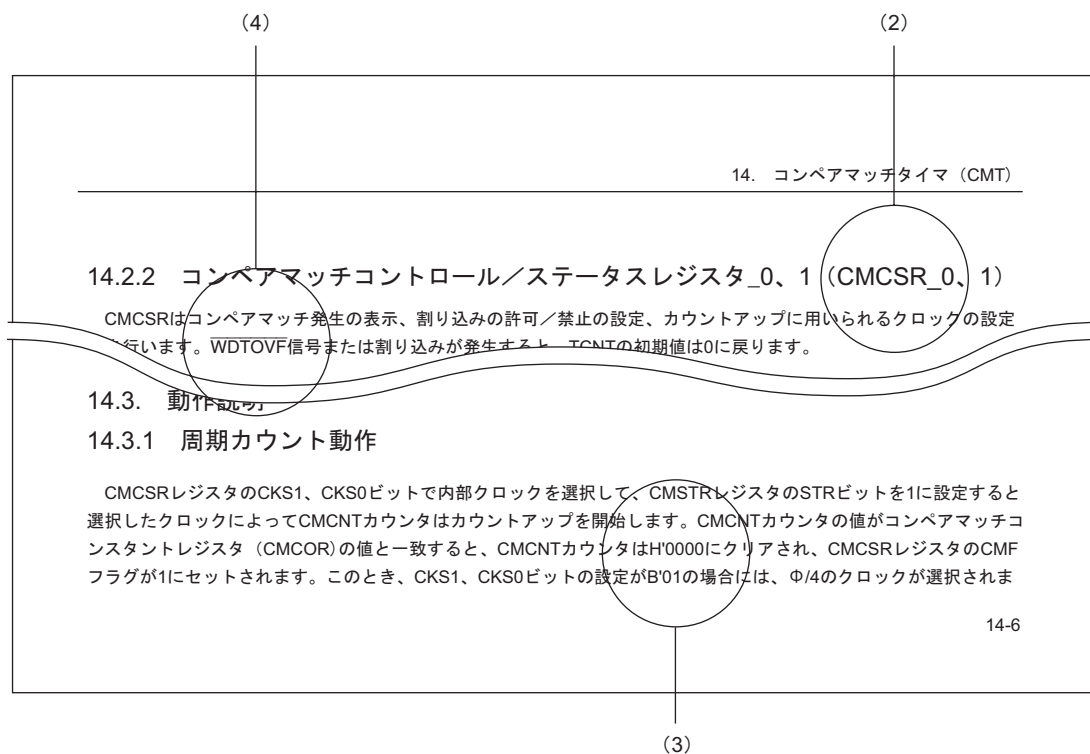 (4)
(2)
14. コンペアマッチタイマ（CMT）
14.2.2 コンペアマッチコントロール／ステータスレジスタ_0、1（CMCSR_0、1）
CMCSRはコンペアマッチ発生の表示、割り込みの許可／禁止の設定、カウントアップに用いられるクロックの設定
行います。WDTOVF信号または割り込みが発生すると、TCNTの初期値は0に戻ります。
14.3. 動作説明
14.3.1 周期カウント動作
CMCSRレジスタのCKS1、CKS0ビットで内部クロックを選択して、CMSTRレジスタのSTRビットを1に設定すると
選択したクロックによってCMCNTカウンタはカウントアップを開始します。CMCNTカウンタの値がコンペアマッチコ
ンスタントレジスタ（CMCOR)の値と一致すると、CMCNTカウンタはH'0000にクリアされ、CMCSRレジスタのCMF
フラグが1にセットされます。このとき、CKS1、CKS0ビットの設定がB'01の場合には、Φ/4のクロックが選択されま
14-6
(3)